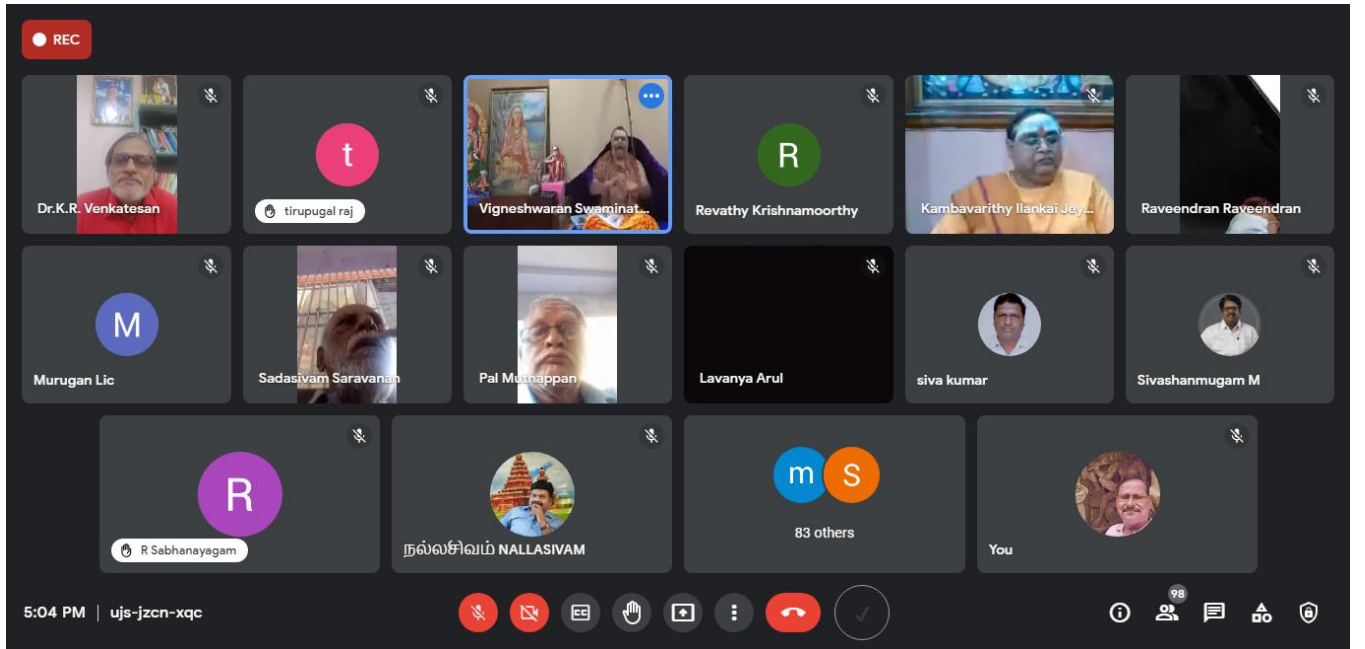 REC
Dr.K.R. Venkatesan
t
tirupugal raj
Vigneshwaran Swaminat...
R
Revathy Krishnamoorthy
Kambavarithy Ilankai Jey...
Raveendran Raveendran
M
Murugan Lic
Sadasivam Saravanan
Pal Muthappan
Lavanya Arul
siva kumar
Sivashanmugam M
R
R Sabhanayagam
நல்லசிவம் NALLASIVAM
m S
83 others
You
5:04 PM | ujs-jzcn-xqc
CC
98